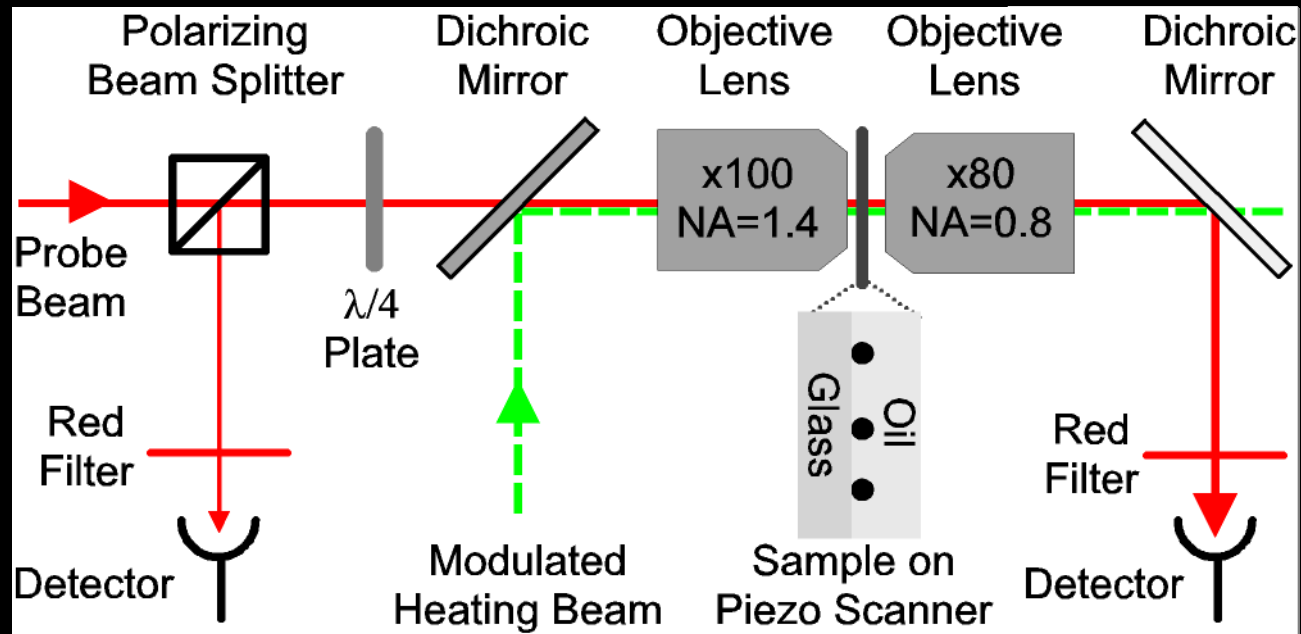 Polarizing
Beam Splitter
Dichroic
Mirror
Objective
Lens
Objective
Lens
Dichroic
Mirror
x100
NA=1.4
x80
NA=0.8
Probe
Beam
λ/4
Plate
Glass
Oil
Red
Filter
Red
Filter
Detector
Modulated
Heating Beam
Sample on
Piezo Scanner
Detector